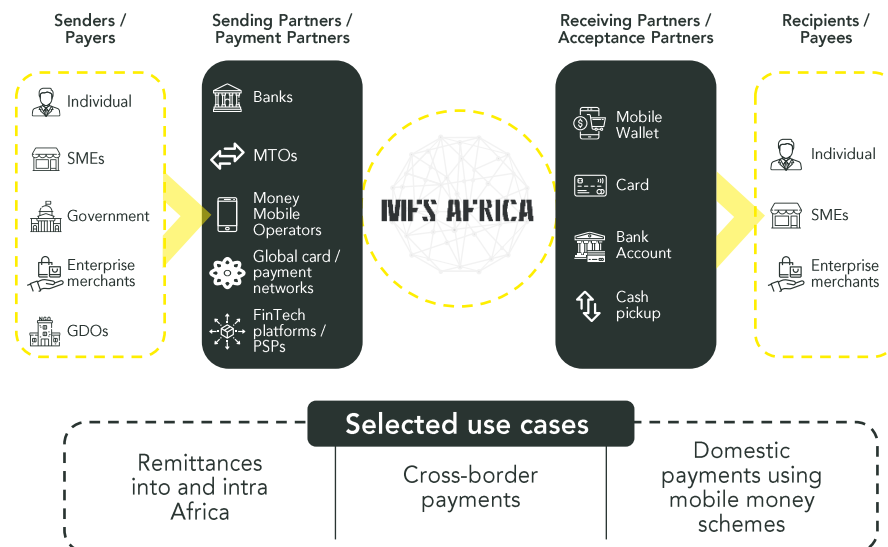 Senders /
Payers
Sending Partners /
Payment Partners
Receiving Partners /
Acceptance Partners
Recipients /
Payees
Individual
SMEs
Government
Enterprise
merchants
NGO
GDOs
Banks
MTOs
Money
Mobile
Operators
Global card /
payment
networks
FinTech
platforms /
PSPs
MFS AFRICA
Mobile
Wallet
Card
Bank
Account
Cash
pickup
Individual
SMEs
Enterprise
merchants
Selected use cases
Remittances
into and intra
Africa
Cross-border
payments
Domestic
payments using
mobile money
schemes